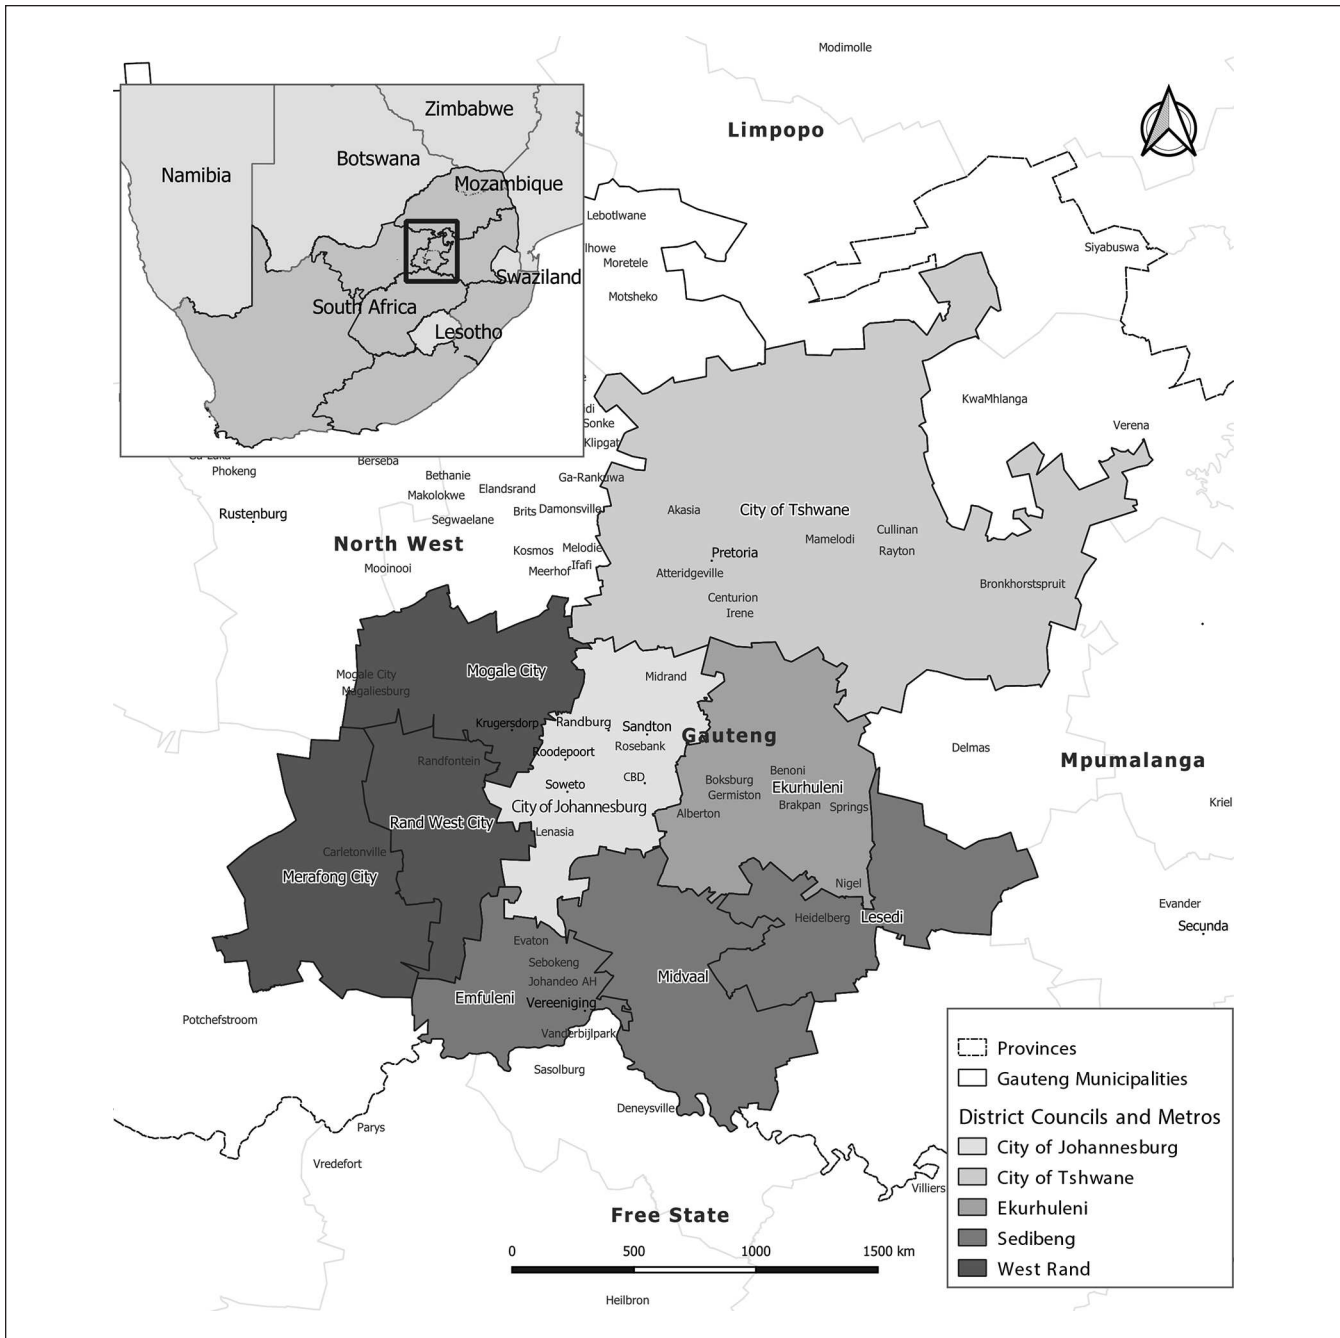 Modimolle
Limpopo
Zimbabwe
Botswana
Namibia
Mozambique
Swaziland
South Africa
Lesotho
Lebotlwane
lhowe
Moretele
Motsheko
Siyabuswa
KwaMhlanga
Verena
idi
Sonke
Klipgat
Phokeng
Berseba
Bethanie
Ga-Rankuwa
Makolokwe
Elandsrand
Rustenburg
Segwaelane
Brits
Damonsville
Akasia
City of Tshwane
Cullinan
Mamelodi
Rayton
North West
Kosmos
Melodie
Pretoria
Mooinooi
Meerhof
Ifafi
Atteridgeville
Bronkhorstspruit
Centurion
Irene
Mogale City
Mogale City
Magaliesburg
Midrand
Krugersdorp
Randburg
Sandton
Gauteng
Rosebank
Roodepoort
Randfontein
Delmas
Mpumalanga
Soweto
CBD
Boksburg
Benoni
Germiston
Ekurhuleni
City of Johannesburg
Alberton
Brakpan
Springs
Kriel
Rand West City
Lenasia
Carletonville
Merafong City
Nigel
Heidelberg
Lesedi
Evander
Secunda
Evaton
Sebokeng
Johandeo AH
Midvaal
Emfuleni
Vereeniging
Potchefstroom
Vanderbijlpark
Sasolburg
Deneysville
Parys
Vredefort
Villiers
Free State
0 500 1000 1500 km
Heilbron
Provinces
Gauteng Municipalities
District Councils and Metros
City of Johannesburg
City of Tshwane
Ekurhuleni
Sedibeng
West Rand